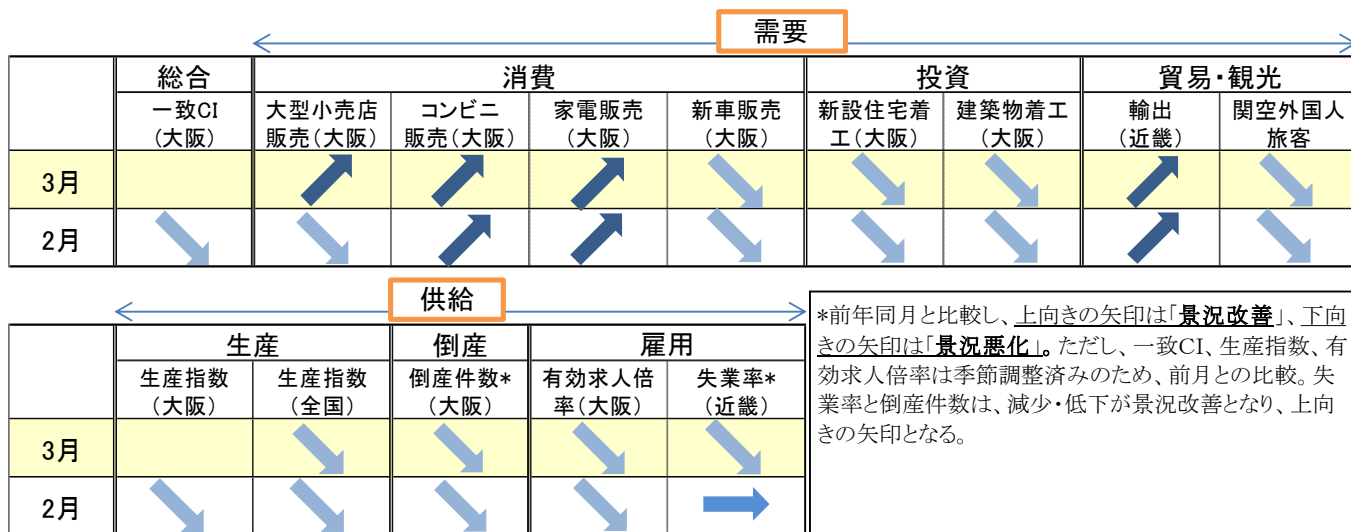 需要
総合 消費 投資 貿易・観光
一致CI 大型小売店 コンビニ 家電販売 新車販売 新設住宅着 建築物着工 輸出 関空外国人
(大阪) 販売(大阪) 販売(大阪) (大阪) (大阪) 工(大阪) (大阪) (近畿) 旅客
3月
2月
供給
生産 倒産 雇用
生産指数 生産指数 倒産件数* 有効求人倍 失業率*
(大阪) (全国) (大阪) 率(大阪) (近畿)
3月
2月
*前年同月と比較し、上向きの矢印は「景況改善」、下向
きの矢印は「景況悪化」。ただし、一致CI、生産指数、有
効求人倍率は季節調整済みのため、前月との比較。失
業率と倒産件数は、減少・低下が景況改善となり、上向
きの矢印となる。